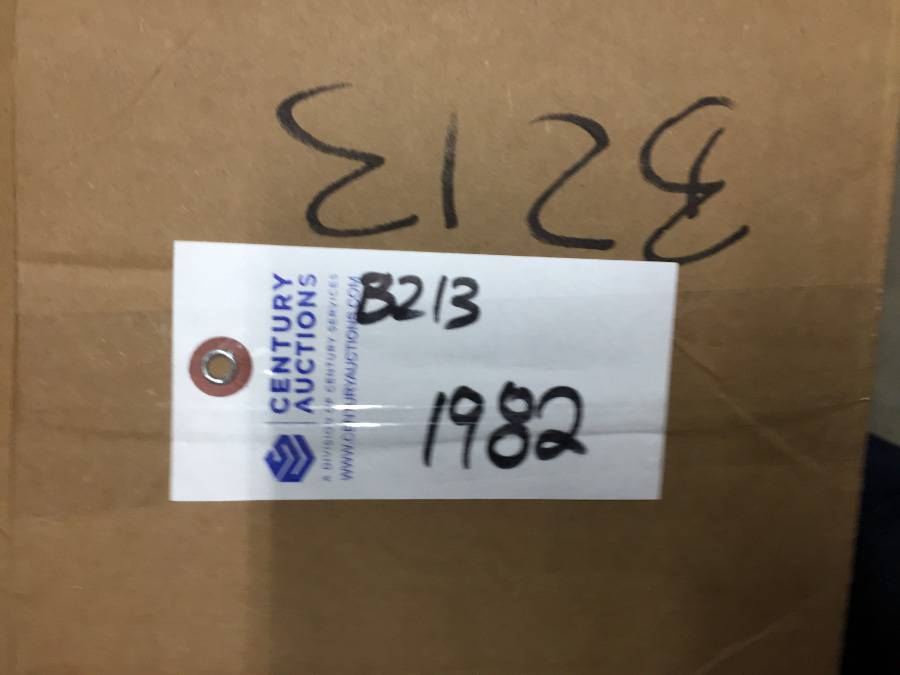 B213
B213
1982
CENTURY
AUCTIONS
A DIVISION OF CENTURY SERVICES
WWW.CENTURYAUCTIONS.COM